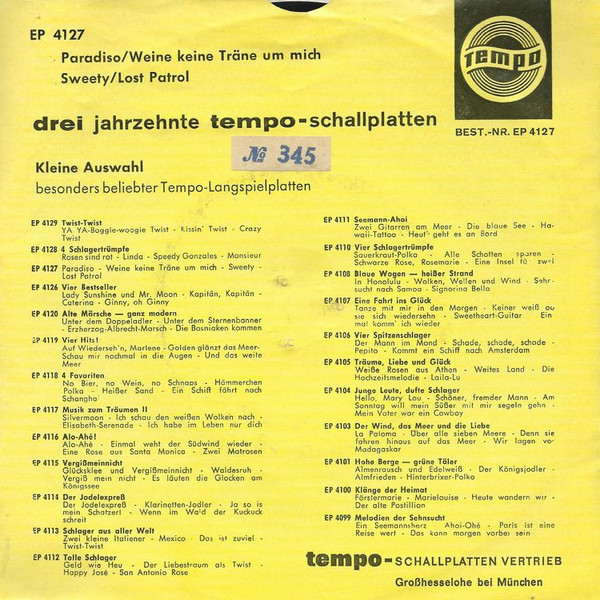 EP 4127
Paradiso/Weine keine Träne um mich
Sweety/Lost Patrol
Tempo
BEST.-NR. EP 4127
drei jahrzehnte tempo-schallplatten
№ 345
Kleine Auswahl
besonders beliebter Tempo-Langspielplatten
EP 4129 Twist-Twist
YA YA-Boggie-woogie Twist - Kissin' Twist - Crazy
Twist
EP 4128 4 Schlagertrümpfe
Rosen sind rot - Linda - Speedy Gonzales - Monsieur
EP 4127 Paradiso - Weine keine Träne um mich - Sweety -
Lost Patrol
EP 4126 Vier Bestseller
Lady Sunshine und Mr. Moon - Kapitän, Kapitän -
Caterina - Ginny, oh Ginny
EP 4120 Alte Märsche — ganz modern
Unter dem Doppeladler - Unter dem Sternenbanner
- Erzherzog-Albrecht-Marsch - Die Bosniaken kommen
EP 4119 Vier Hits!
Auf Wiederseh'n, Marlene - Golden glänzt das Meer-
Schau mir nochmal in die Augen - Und das weite
Meer
EP 4118 4 Favoriten
No Bier, no Wein, no Schnaps - Hämmerchen
Polka - Heißer Sand - Ein Schiff fährt nach
Schanghai
EP 4117 Musik zum Träumen II
Silvermoon - Ich schau den weißen Wolken nach -
Elisabeth-Serenade - Ich habe im Leben nur dich
EP 4116 Alo-Ahé!
Alo-Ahé - Einmal weht der Südwind wieder -
Eine Rose aus Santa Monica - Zwei Matrosen
EP 4115 Vergißmeinnicht
Glücksklee und Vergißmeinnicht - Waldesruh -
Vergiß mein nicht - Es läuten die Glocken am
Königssee
EP 4114 Der Jodelexpreß
Der Jodelexpreß - Klarinetten-Jodler - Ja so is
mein Schatzerl - Wenn im Wald der Kuckuck
schreit
EP 4113 Schlager aus aller Welt
Zwei kleine Italiener - Mexico - Das ist zuviel -
Twist-Twist
EP 4112 Tolle Schlager
Geld wie Heu - Der Liebestraum als Twist -
Happy José - San Antonio Rose
EP 4111 Seemann-Ahoi
Zwei Gitarren am Meer - Die blaue See - Ha-
waii-Tattoo - Heut' geht es an Bord
EP 4110 Vier Schlagertrümpfe
Sauerkraut-Polka - Alle Schotten sparen -
Schwarze Rose, Rosemarie - Eine Insel für zwei
EP 4108 Blaue Wogen — heißer Strand
In Honolulu - Wolken, Wellen und Wind - Sehn-
sucht nach Samoa - Signorina Bella
EP 4107 Eine Fahrt ins Glück
Tanze mit mir in den Morgen - Keiner weiß ob
sie sich wiedersehn - Sweetheart-Guitar - Ein-
mal komm' ich wieder
EP 4106 Vier Spitzenschlager
Der Mann im Mond - Schade, schade, schade -
Pepito - Kommt ein Schiff nach Amsterdam
EP 4105 Träume, Liebe und Glück
Weiße Rosen aus Athen - Weites Land - Die
Hochzeitsmelodie - Laila-Lu
EP 4104 Junge Leute, dufte Schlager
Hello, Mary Lou - Schöner, fremder Mann - Am
Sonntag will mein Süßer mit mir segeln gehn -
Mein Vater war ein Cowboy
EP 4103 Der Wind, das Meer und die Liebe
La Paloma - Über alle sieben Meere - Denn sie
fahren hinaus auf das Meer - Wir lagen vo-
Madagaskar
EP 4101 Hohe Berge — grüne Täler
Almenrausch und Edelweiß - Der Königsjodler -
Almfrieden - Hinterbrixer-Polka
EP 4100 Klänge der Heimat
Förstermarie - Marielouise - Heute wandern wir -
Der alte Postillion
EP 4099 Melodien der Sehnsucht
Ein Seemannsherz - Ahoi-Ohé - Paris ist eine
Reise wert - Das kann morgen vorbei sein
tempo-SCHALLPLATTEN VERTRIEB
Großhesselohe bei München